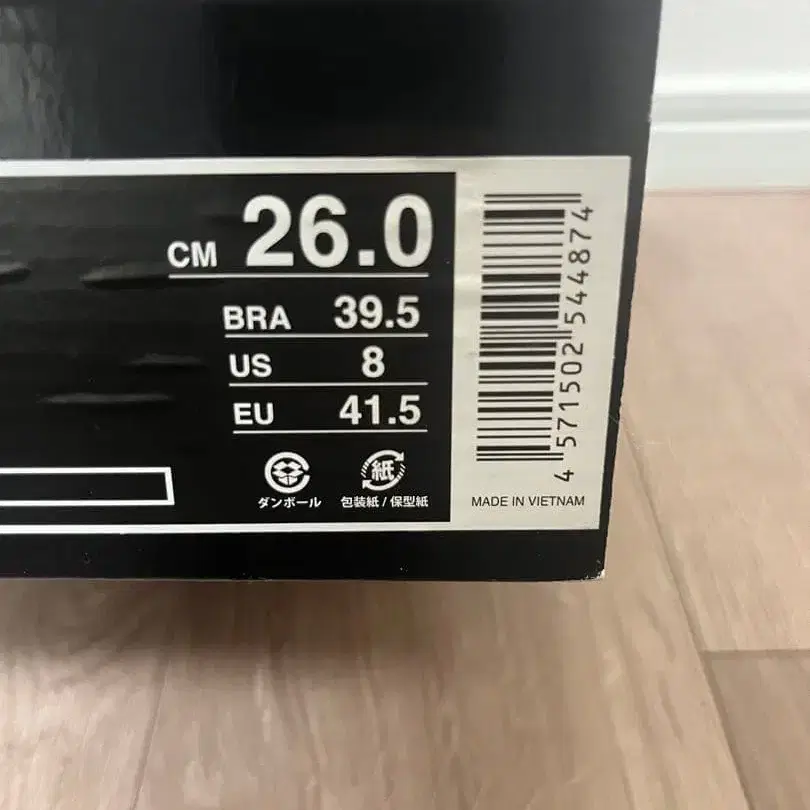 CM 26.0
BRA 39.5
US 8
EU 41.5
紙
ダンボール 包装紙 / 保型紙
4 571502 544874
MADE IN VIETNAM